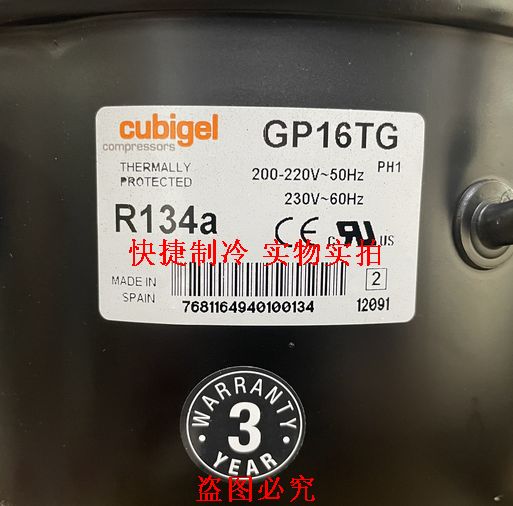 cubigel
compressors
GP16TG
THERMALLY
PROTECTED
200-220V~50Hz PH1
230V~60Hz
R134a
CE c RU US
快捷制冷 实物实拍
MADE IN
SPAIN
7681164940100134
2
12091
WARRANTY
3
YEAR
盗图必究